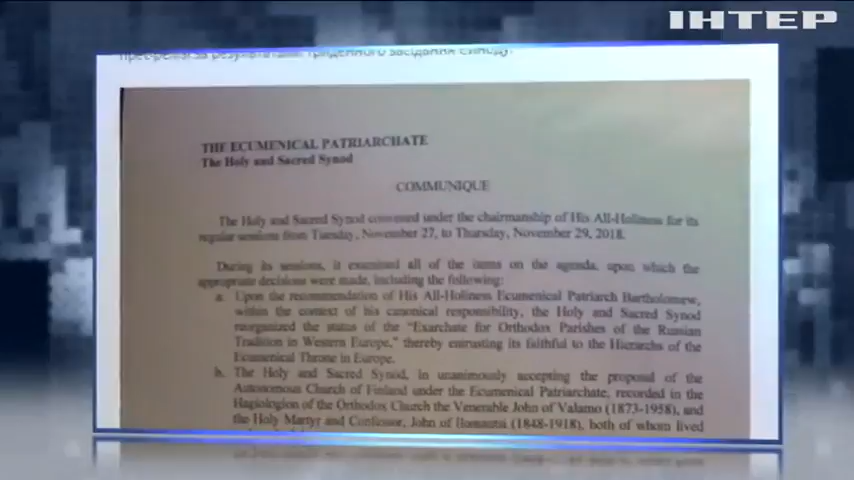 ІНТЕР
THE ECUMENICAL PATRIARCHATE
The Holy and Sacred Synod
COMMUNIQUE
The Holy and Sacred Synod convened under the chairmanship of His All-Holiness for its
regular sessions from Tuesday, November 27, to Thursday, November 29, 2018.
During its sessions, it examined all of the items on the agenda, upon which the
appropriate decisions were made, including the following:
a. Upon the recommendation of His All-Holiness Ecumenical Patriarch Bartholomew,
within the context of his canonical responsibility, the Holy and Sacred Synod
reorganized the status of the "Exarchate for Orthodox Parishes of the Russian
Tradition in Western Europe," thereby entrusting its faithful to the Hierarchs of the
Ecumenical Throne in Europe.
b. The Holy and Sacred Synod, in unanimously accepting the proposal of the
Autonomous Church of Finland under the Ecumenical Patriarchate, recorded in the
Hagiologion of the Orthodox Church the Venerable John of Valamo (1873-1958), and
the Holy Martyr and Confessor, John of (1848-1918), both of whom lived